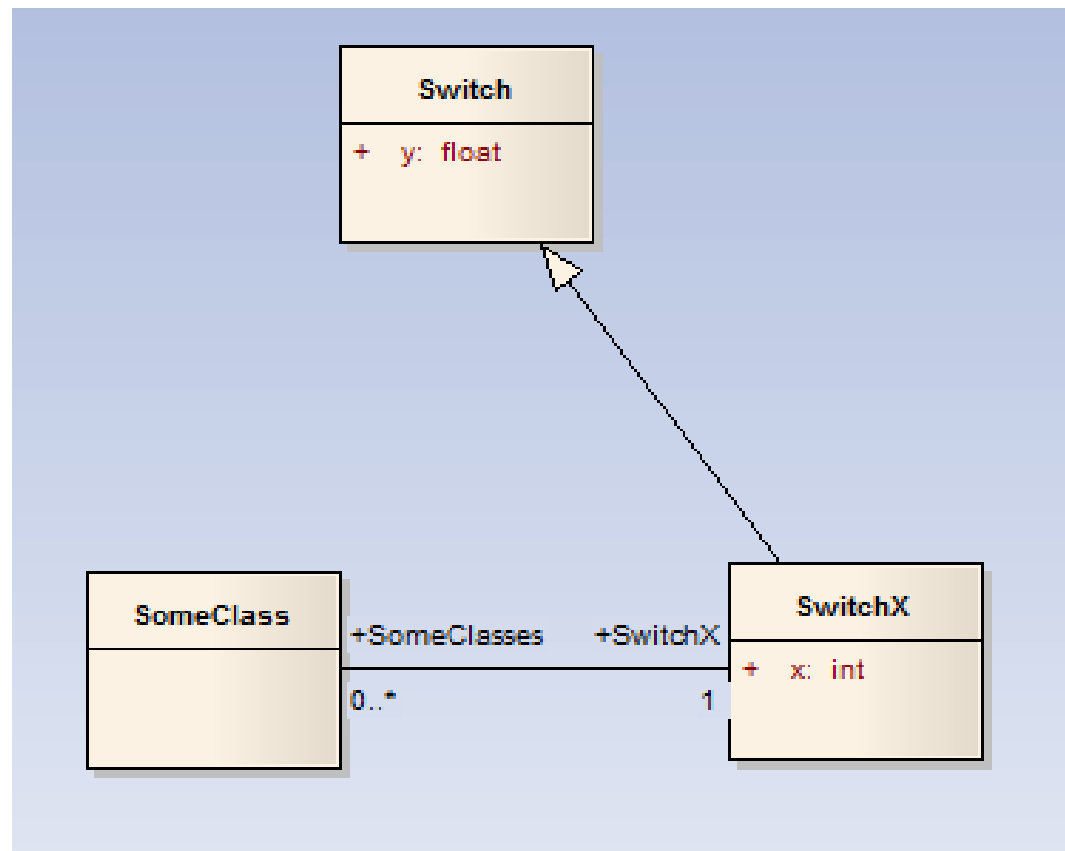 Switch
+ y: float
SomeClass
+SomeClasses
0..*
+SwitchX
1
SwitchX
+ x: int